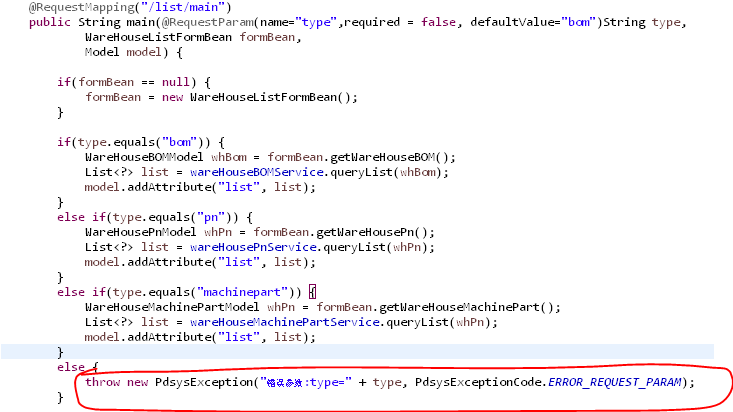 @RequestMapping("/list/main")
public String main(@RequestParam(name="type",required = false, defaultValue="bom")String type,
WareHouseListFormBean formBean,
Model model) {
if(formBean == null) {
formBean = new WareHouseListFormBean();
}
if(type.equals("bom")) {
WareHouseBOMModel whBom = formBean.getWareHouseBOM();
List<?> list = wareHouseBOMService.queryList(whBom);
model.addAttribute("list", list);
}
else if(type.equals("pn")) {
WareHousePnModel whPn = formBean.getWareHousePn();
List<?> list = wareHousePnService.queryList(whPn);
model.addAttribute("list", list);
}
else if(type.equals("machinepart")) {
WareHouseMachinePartModel whPn = formBean.getWareHouseMachinePart();
List<?> list = wareHouseMachinePartService.queryList(whPn);
model.addAttribute("list", list);
}
else {
throw new PdsysException("错误参数:type=" + type, PdsysExceptionCode.ERROR_REQUEST_PARAM);
}